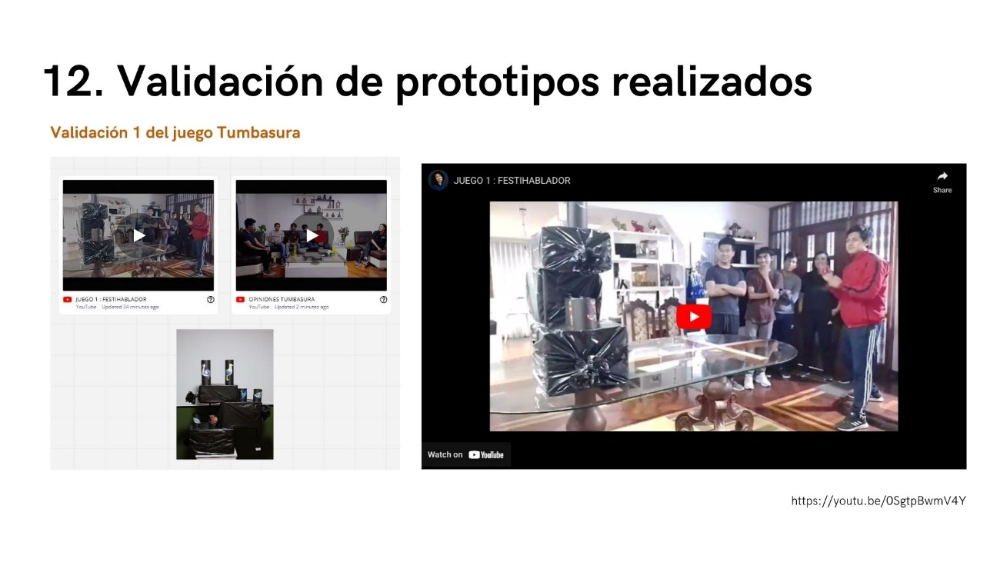 12. Validación de prototipos realizados
Validación 1 del juego Tumbasura
JUEGO 1 : FESTIHABLADOR
YouTube | Updated 34 minutes ago
OPINIONES TUMBASURA
YouTube | Updated 2 minutes ago
JUEGO 1 : FESTIHABLADOR
Share
Watch on YouTube
https://youtu.be/0SgtpBwmV4Y